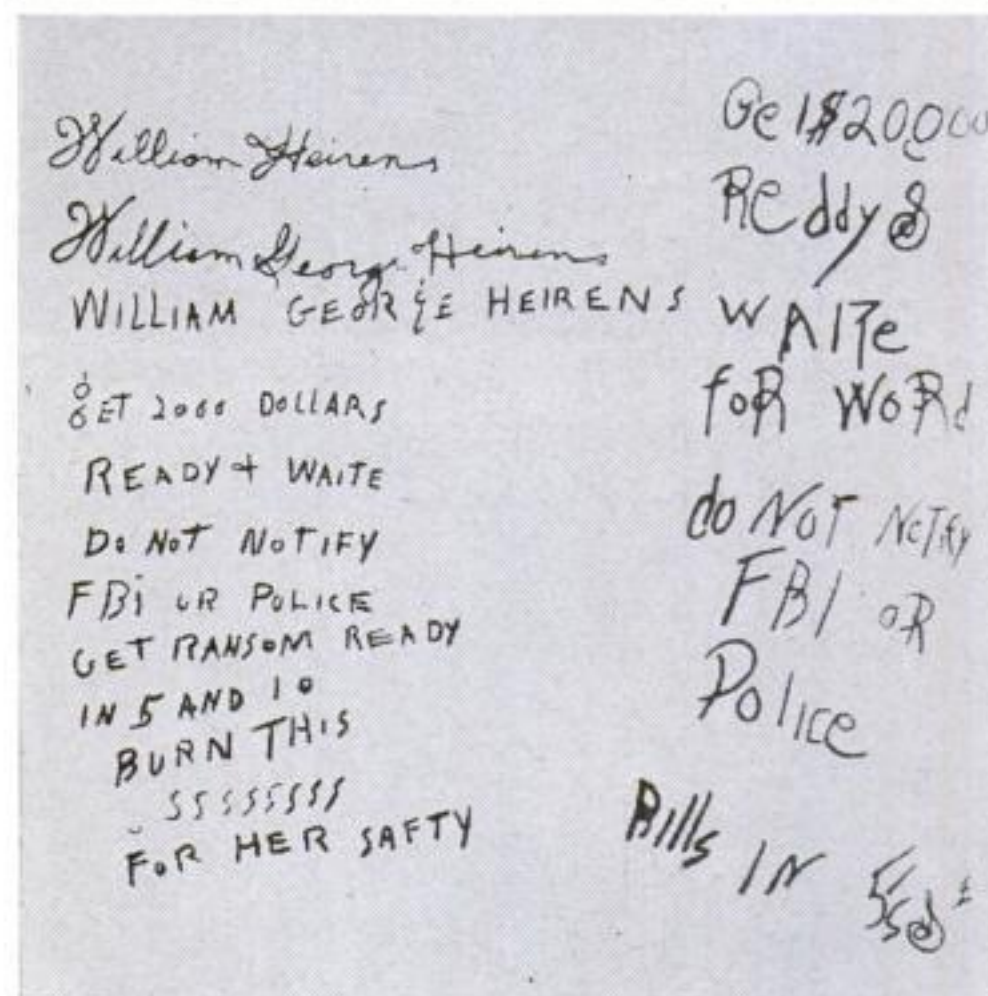 William Heirens
William George Heirens
WILLIAM GEORGE HEIRENS
GET 2000 DOLLARS
READY + WAITE
DO NOT NOTIFY
FBi OR POLICE
GET RANSOM READY
IN 5 AND 10
BURN THIS
SSSSSSSS
FOR HER SAFTY
Ge1$20,000
Reddy &
WAITe
foR WoRd
do NoT NoTify
FBI oR
Police
Bills IN 5's &